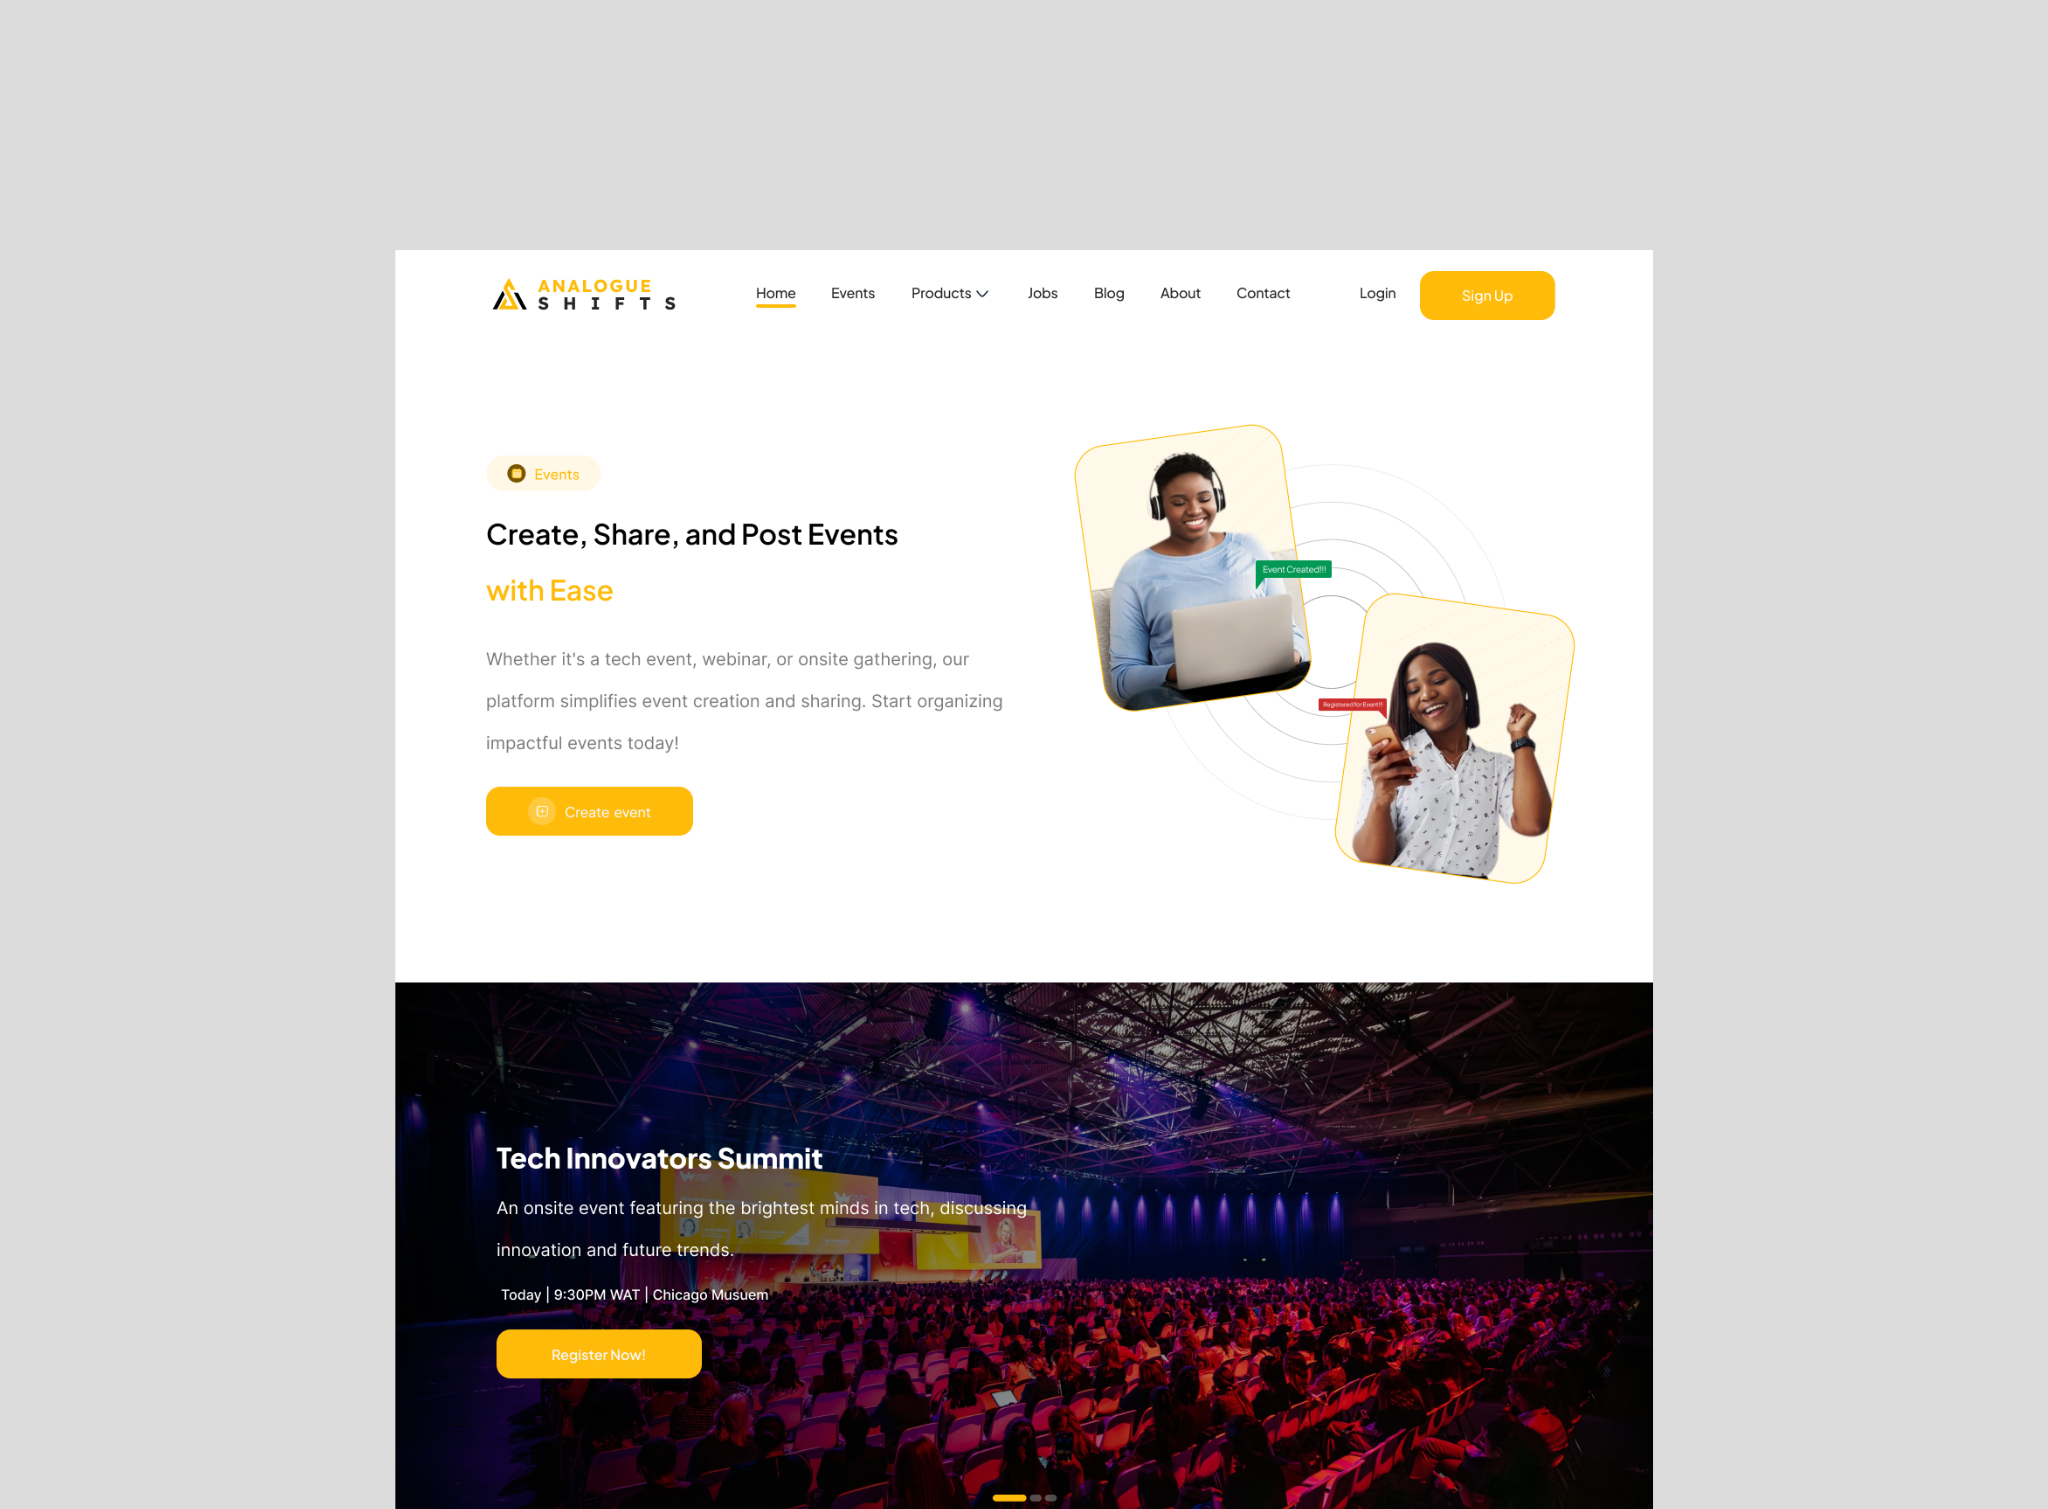 ANALOGUE
SHIFTS
Home Events Products Jobs Blog About Contact Login Sign Up
Events
Create, Share, and Post Events
with Ease
Whether it's a tech event, webinar, or onsite gathering, our
platform simplifies event creation and sharing. Start organizing
impactful events today!
Create event
Event Created!!!
Registered for Event!!
Tech Innovators Summit
An onsite event featuring the brightest minds in tech, discussing
innovation and future trends.
Today | 9:30PM WAT | Chicago Musuem
Register Now!